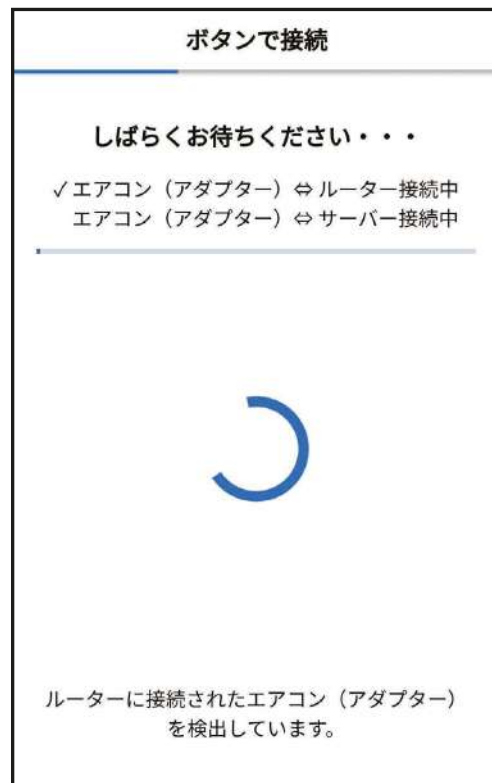 ボタンで接続
しばらくお待ちください・・・
✓エアコン（アダプター）⇔ルーター接続中
エアコン（アダプター）⇔サーバー接続中
ルーターに接続されたエアコン（アダプター）
を検出しています。